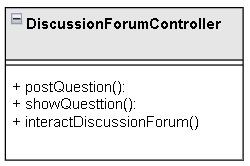 DiscussionForumController
+ postQuestion():
+ showQuesttion():
+ interactDiscussionForum()